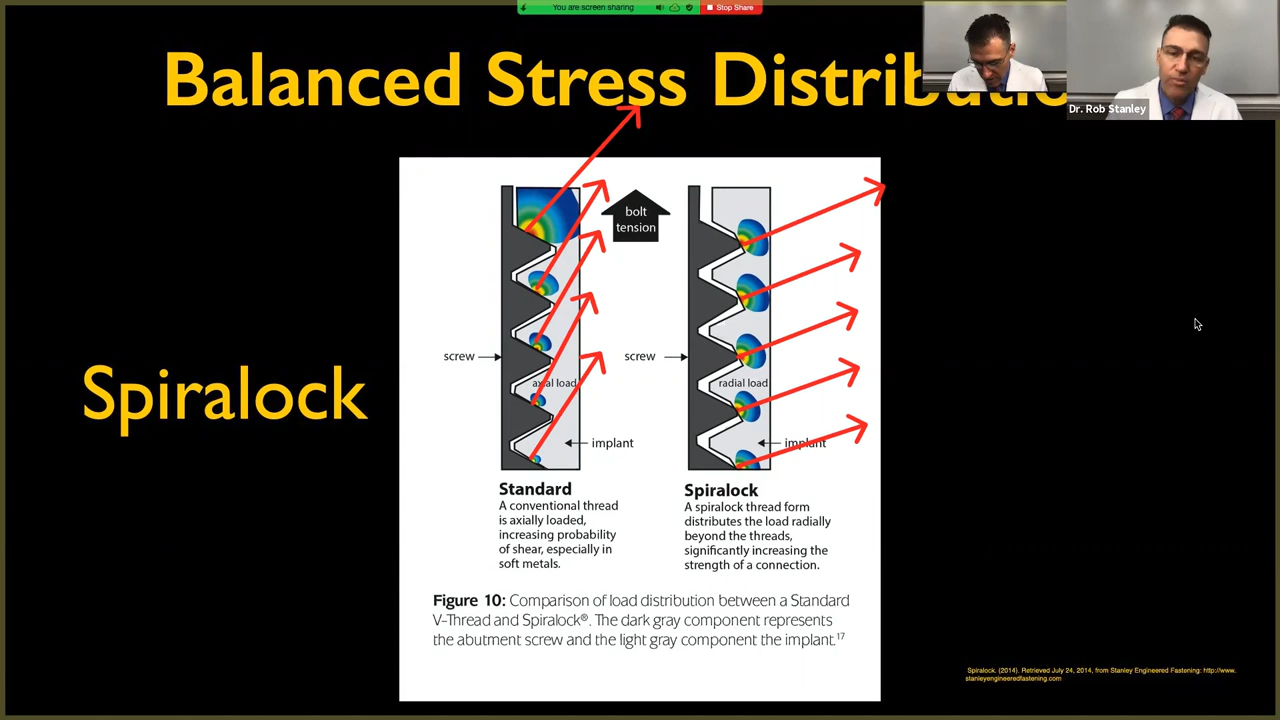 You are screen sharing
Stop Share
Balanced Stress Distributio
Dr. Rob Stanley
bolt
tension
screw
screw
axial load
radial load
implant
implant
Spiralock
Standard
A conventional thread
is axially loaded,
increasing probability
of shear, especially in
soft metals.
Spiralock
A spiralock thread form
distributes the load radially
beyond the threads,
significantly increasing the
strength of a connection.
Figure 10: Comparison of load distribution between a Standard
V-Thread and Spiralock®. The dark gray component represents
the abutment screw and the light gray component the implant.17
Spiralock. (2014). Retrieved July 24, 2014, from Stanley Engineered Fastening: http://www.
stanleyengineeredfastening.com